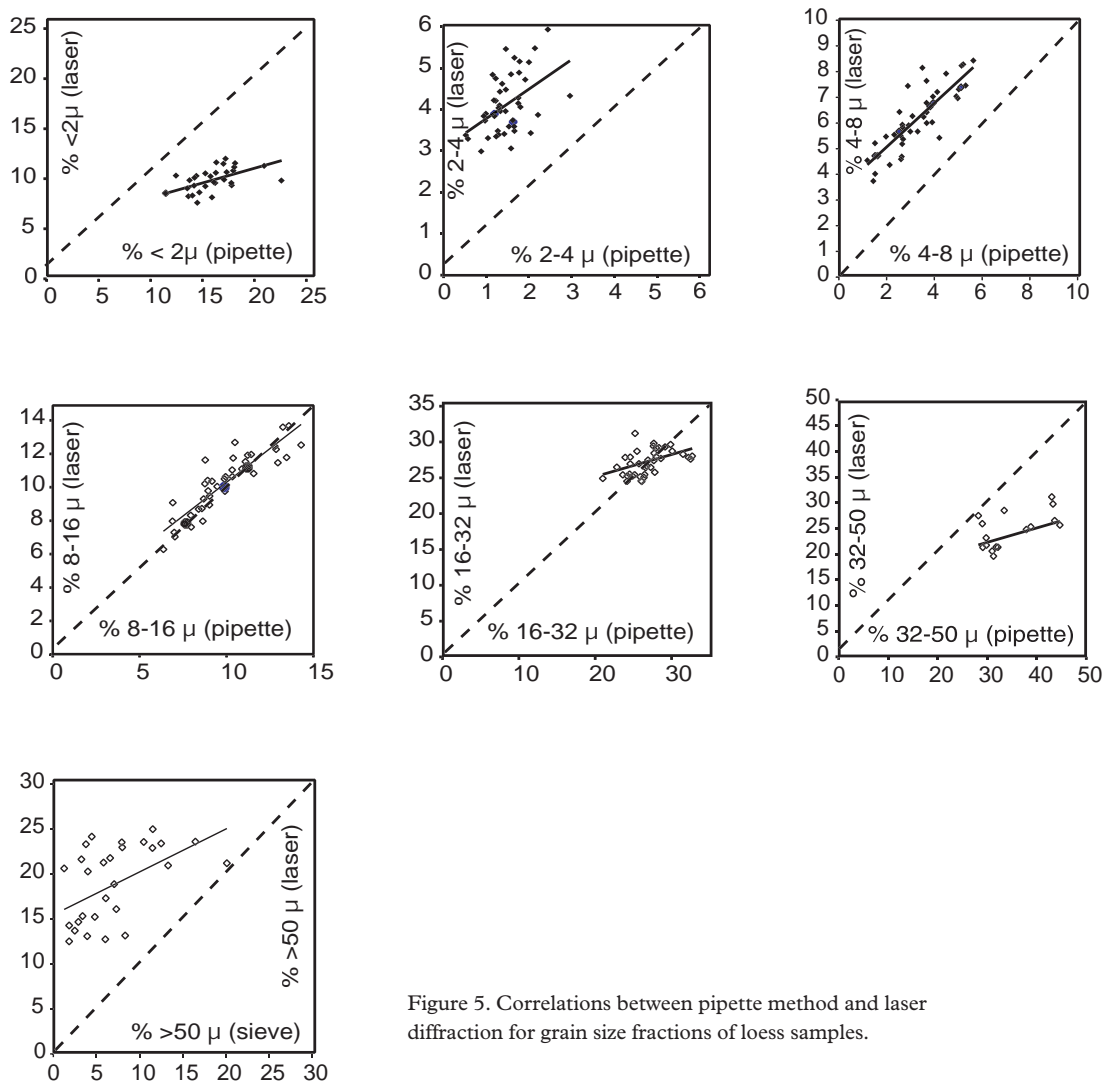 % <2µ (laser)
25
20
15
10
5
0
0 5 10 15 20 25
% < 2µ (pipette)
% 2-4 µ (laser)
6
5
4
3
2
1
0
0 1 2 3 4 5 6
% 2-4 µ (pipette)
% 4-8 µ (laser)
10
9
8
7
6
5
4
3
2
1
0
0 2 4 6 8 10
% 4-8 µ (pipette)
% 8-16 µ (laser)
14
12
10
8
6
4
2
0
0 5 10 15
% 8-16 µ (pipette)
% 16-32 µ (laser)
35
30
25
20
15
10
5
0
0 10 20 30
% 16-32 µ (pipette)
% 32-50 µ (laser)
50
45
40
35
30
25
20
15
10
5
0
0 10 20 30 40 50
% 32-50 µ (pipette)
% >50 µ (laser)
30
25
20
15
10
5
0
0 5 10 15 20 25 30
% >50 µ (sieve)
Figure 5. Correlations between pipette method and laser
diffraction for grain size fractions of loess samples.